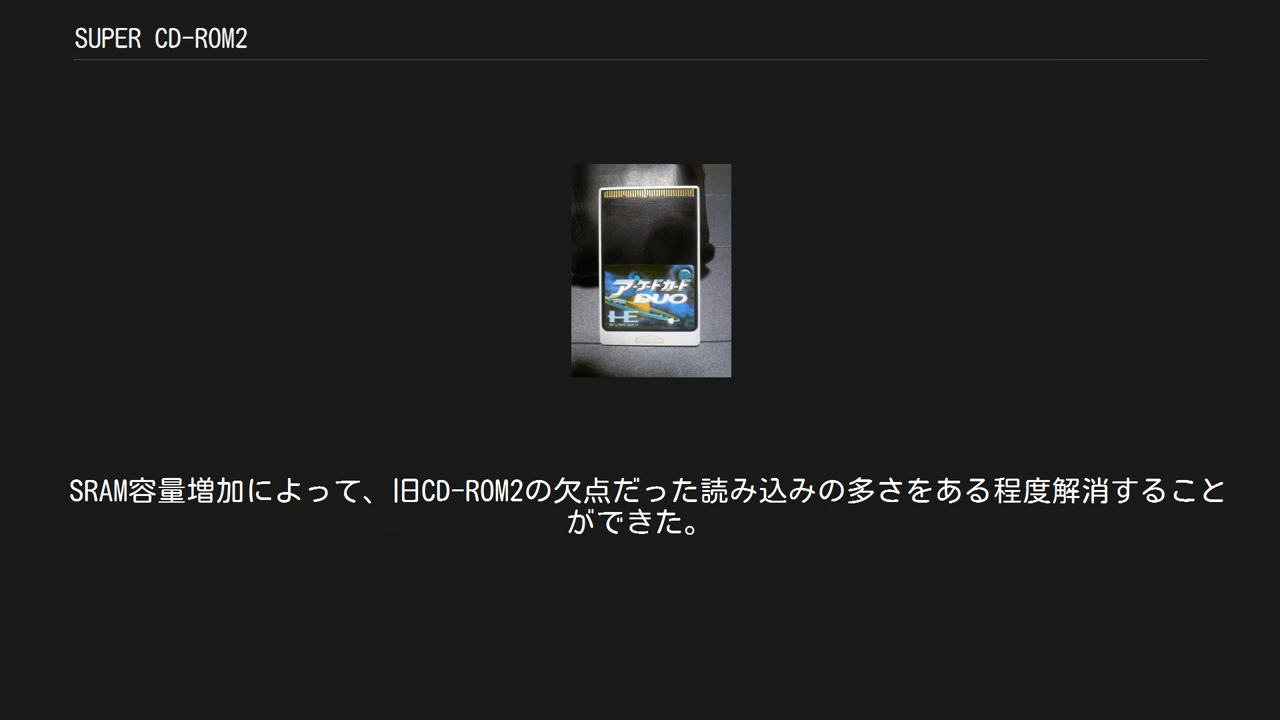 SUPER CD-ROM2
アーケードカード
DUO
HE
SYSTEM
SRAM容量増加によって、旧CD-ROM2の欠点だった読み込みの多さをある程度解消すること
ができた。